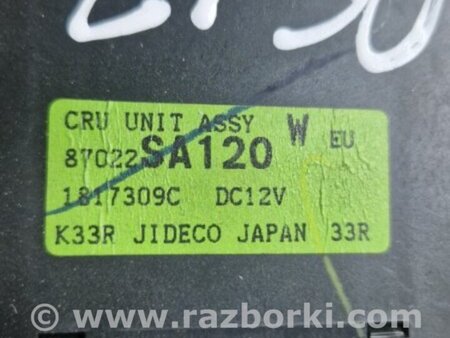 CRU UNIT ASSY W EU
87022SA120
1817309C DC12V
K33R JIDECO JAPAN 33R
© www.razborki.com